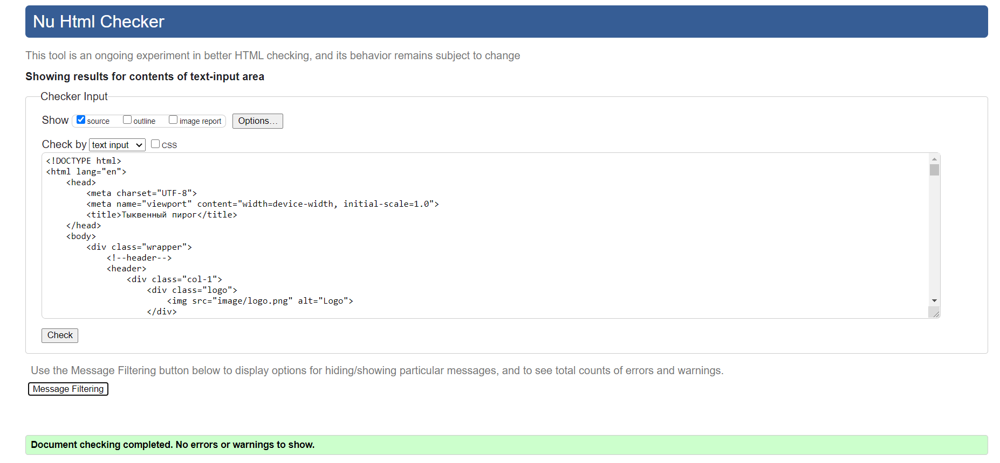 Nu Html Checker
This tool is an ongoing experiment in better HTML checking, and its behavior remains subject to change
Showing results for contents of text-input area
Checker Input
Show source outline image report Options...
Check by text input CSS
<!DOCTYPE html>
<html lang="en">
<head>
<meta charset="UTF-8">
<meta name="viewport" content="width=device-width, initial-scale=1.0">
<title>Тыквенный пирог</title>
</head>
<body>
<div class="wrapper">
<!--header-->
<header>
<div class="col-1">
<div class="logo">
<img src="image/logo.png" alt="Logo">
</div>
Check
Use the Message Filtering button below to display options for hiding/showing particular messages, and to see total counts of errors and warnings.
Message Filtering
Document checking completed. No errors or warnings to show.